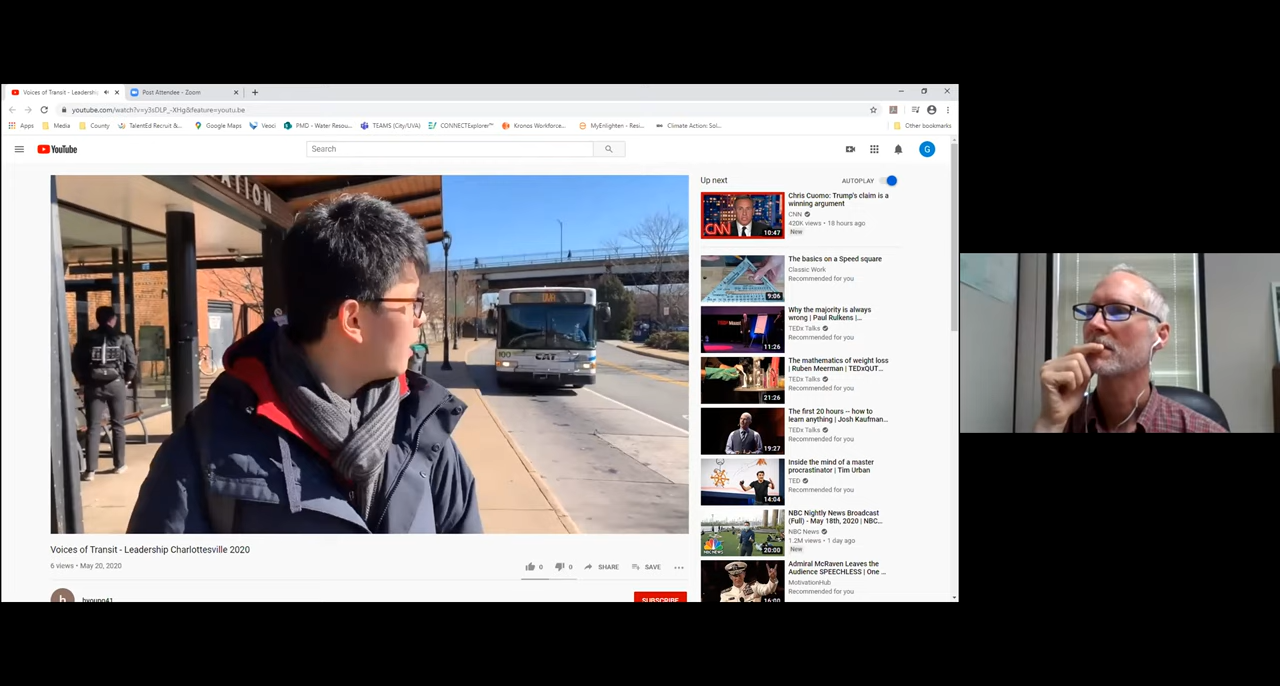 Voices of Transit - Leadership
Post Attendee - Zoom
youtube.com/watch?v=y3sDLP_-XHg&feature=youtu.be
Apps
Media
County
TalentEd Recruit &...
Google Maps
Veoci
PMD - Water Resou...
TEAMS (City/UVA)
CONNECTExplorer™
Kronos Workforce...
MyEnlighten - Resi...
Climate Action: Sol...
Other bookmarks
YouTube
Search
G
ATION
CAT
100
Up next
AUTOPLAY
CNN
10:47
Chris Cuomo: Trump's claim is a
winning argument
CNN
420K views • 18 hours ago
New
9:06
The basics on a Speed square
Classic Work
Recommended for you
11:26
Why the majority is always
wrong | Paul Rulkens |...
TEDx Talks
Recommended for you
21:26
The mathematics of weight loss
| Ruben Meerman | TEDxQUT...
TEDx Talks
Recommended for you
19:27
The first 20 hours -- how to
learn anything | Josh Kaufman...
TEDx Talks
Recommended for you
14:04
Inside the mind of a master
procrastinator | Tim Urban
TED
Recommended for you
20:00
NBC Nightly News Broadcast
(Full) - May 18th, 2020 | NBC...
NBC News
1.2M views • 1 day ago
New
16:00
Admiral McRaven Leaves the
Audience SPEECHLESS | One ...
MotivationHub
Recommended for you
Voices of Transit - Leadership Charlottesville 2020
6 views • May 20, 2020
0
0
SHARE
SAVE
h
SUBSCRIBE